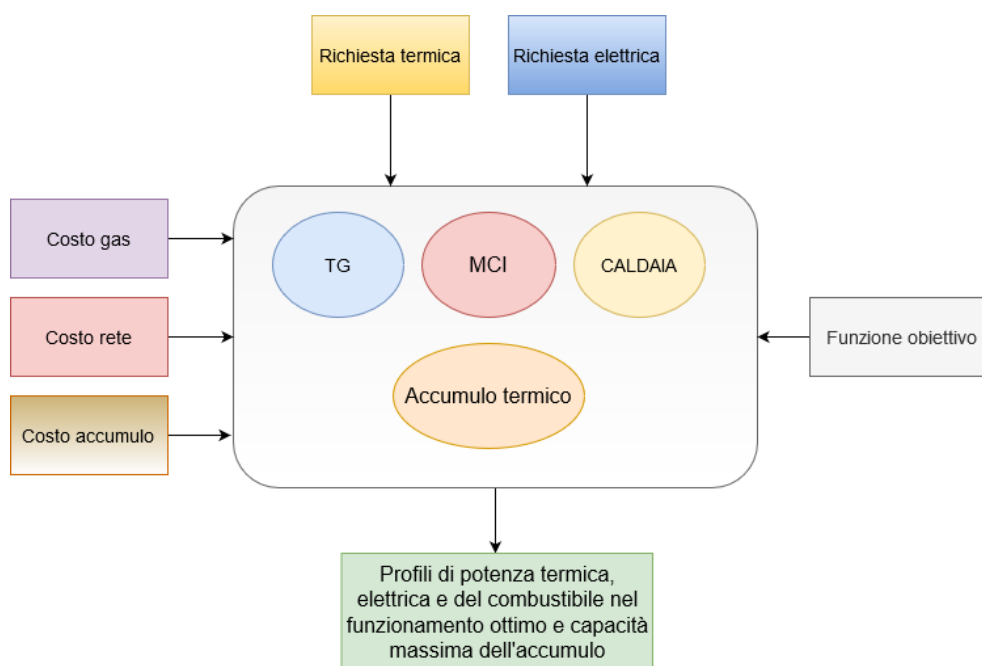 Richiesta termica
Richiesta elettrica
Costo gas
TG
MCI
CALDAIA
Costo rete
Funzione obiettivo
Accumulo termico
Costo accumulo
Profili di potenza termica,
elettrica e del combustibile nel
funzionamento ottimo e capacità
massima dell'accumulo